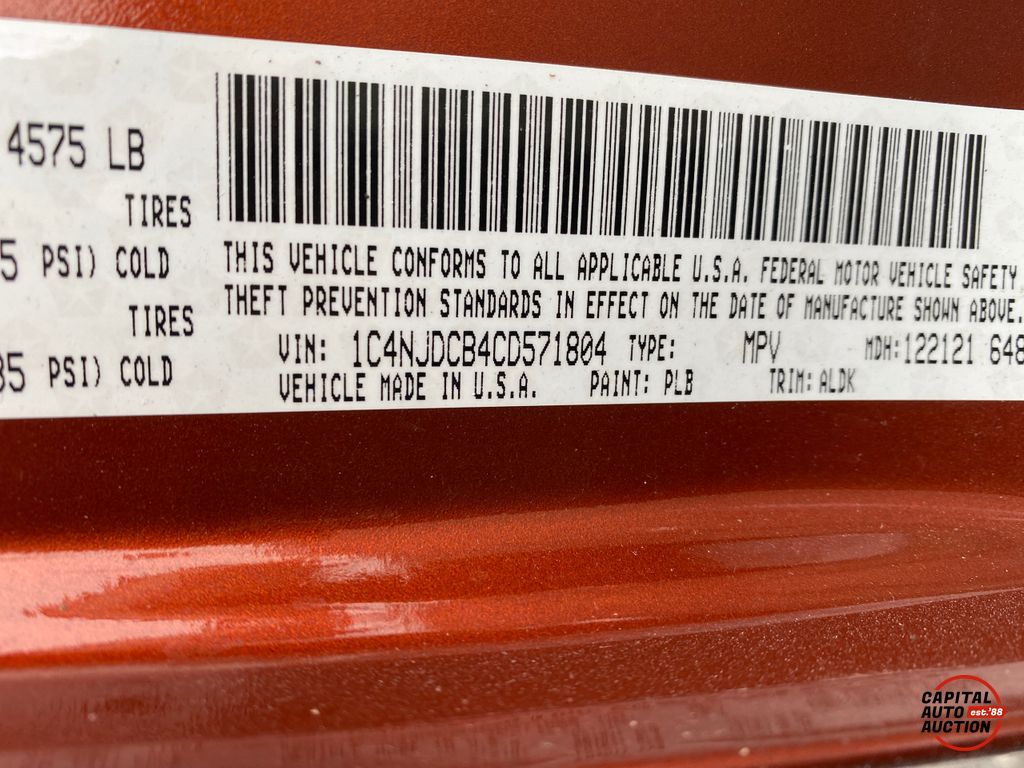 4575 LB
TIRES
5 PSI) COLD
TIRES
35 PSI) COLD
THIS VEHICLE CONFORMS TO ALL APPLICABLE U.S.A. FEDERAL MOTOR VEHICLE SAFETY
THEFT PREVENTION STANDARDS IN EFFECT ON THE DATE OF MANUFACTURE SHOWN ABOVE.
VIN: 1C4NJDCB4CD571804 TYPE: MPV MDH:122121 648
VEHICLE MADE IN U.S.A. PAINT: PLB TRIM: ALDK
CAPITAL
AUTO est.'88
AUCTION